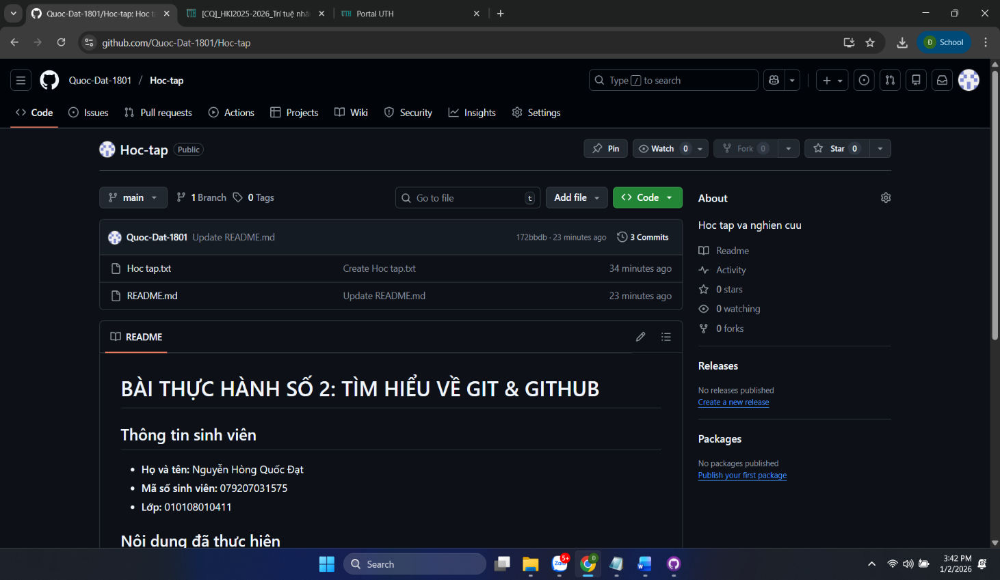 Quoc-Dat-1801/Hoc-tap: Hoc t
[CQ]_HKI2025-2026_Trí tuệ nhân
Portal UTH
github.com/Quoc-Dat-1801/Hoc-tap
Đ School
Quoc-Dat-1801 / Hoc-tap
Type / to search
Code
Issues
Pull requests
Actions
Projects
Wiki
Security
Insights
Settings
Hoc-tap Public
Pin
Watch 0
Fork 0
Star 0
main
1 Branch
0 Tags
Go to file t
Add file
Code
Quoc-Dat-1801 Update README.md
172bbdb · 23 minutes ago
3 Commits
Hoc tap.txt Create Hoc tap.txt 34 minutes ago
README.md Update README.md 23 minutes ago
README
BÀI THỰC HÀNH SỐ 2: TÌM HIỂU VỀ GIT & GITHUB
Thông tin sinh viên
• Họ và tên: Nguyễn Hòng Quốc Đạt
• Mã số sinh viên: 079207031575
• Lớp: 010108010411
Nội dung đã thực hiện
About
Hoc tap va nghien cuu
Readme
Activity
0 stars
0 watching
0 forks
Releases
No releases published
Create a new release
Packages
No packages published
Publish your first package
Search
Zalo
5+
Đ
3:42 PM
1/2/2026